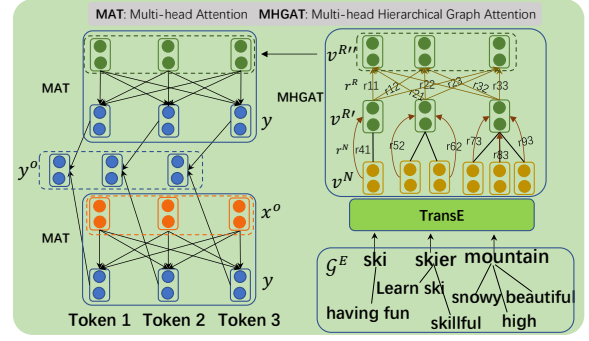 MAT: Multi-head Attention MHGAT: Multi-head Hierarchical Graph Attention
MAT
y
y^o
MAT
x^o
y
Token 1 Token 2 Token 3
MHGAT
v^{R''}
r^R r11 r12 r22 r21 r23 r32 r33
v^{R'}
r^N r41 r52 r62 r73 r83 r93
v^N
TransE
𝒢^E ski skier mountain
Learn ski
snowy beautiful
having fun
skillful
high